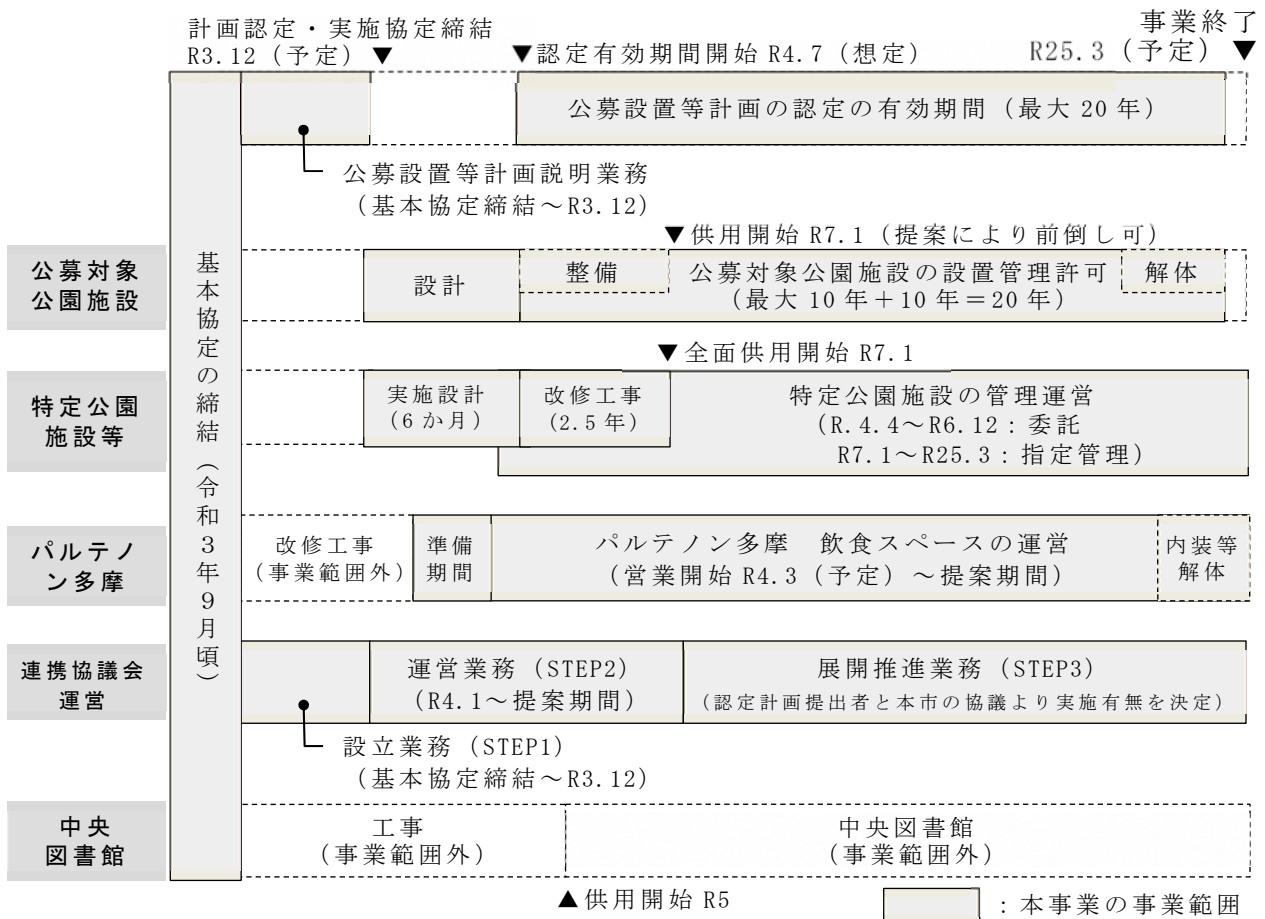 計画認定・実施協定締結
R3.12（予定）▼
▼認定有効期間開始 R4.7（想定）
事業終了
R25.3（予定）▼
公募設置等計画の認定の有効期間（最大 20 年）
公募設置等計画説明業務
（基本協定締結～R3.12）
基本協定の締結（令和３年９月頃）
▼供用開始 R7.1（提案により前倒し可）
公募対象
公園施設
設計
整備
公募対象公園施設の設置管理許可
（最大 10 年＋10 年＝20 年）
解体
▼全面供用開始 R7.1
特定公園
施設等
実施設計
（6 か月）
改修工事
（2.5 年）
特定公園施設の管理運営
（R.4.4～R6.12：委託
R7.1～R25.3：指定管理）
パルテノ
ン多摩
改修工事
（事業範囲外）
準備
期間
パルテノン多摩　飲食スペースの運営
（営業開始 R4.3（予定）～提案期間）
内装等
解体
連携協議会
運営
運営業務（STEP2）
（R4.1～提案期間）
展開推進業務（STEP3）
（認定計画提出者と本市の協議より実施有無を決定）
設立業務（STEP1）
（基本協定締結～R3.12）
中央
図書館
工事
（事業範囲外）
中央図書館
（事業範囲外）
▲供用開始 R5
：本事業の事業範囲